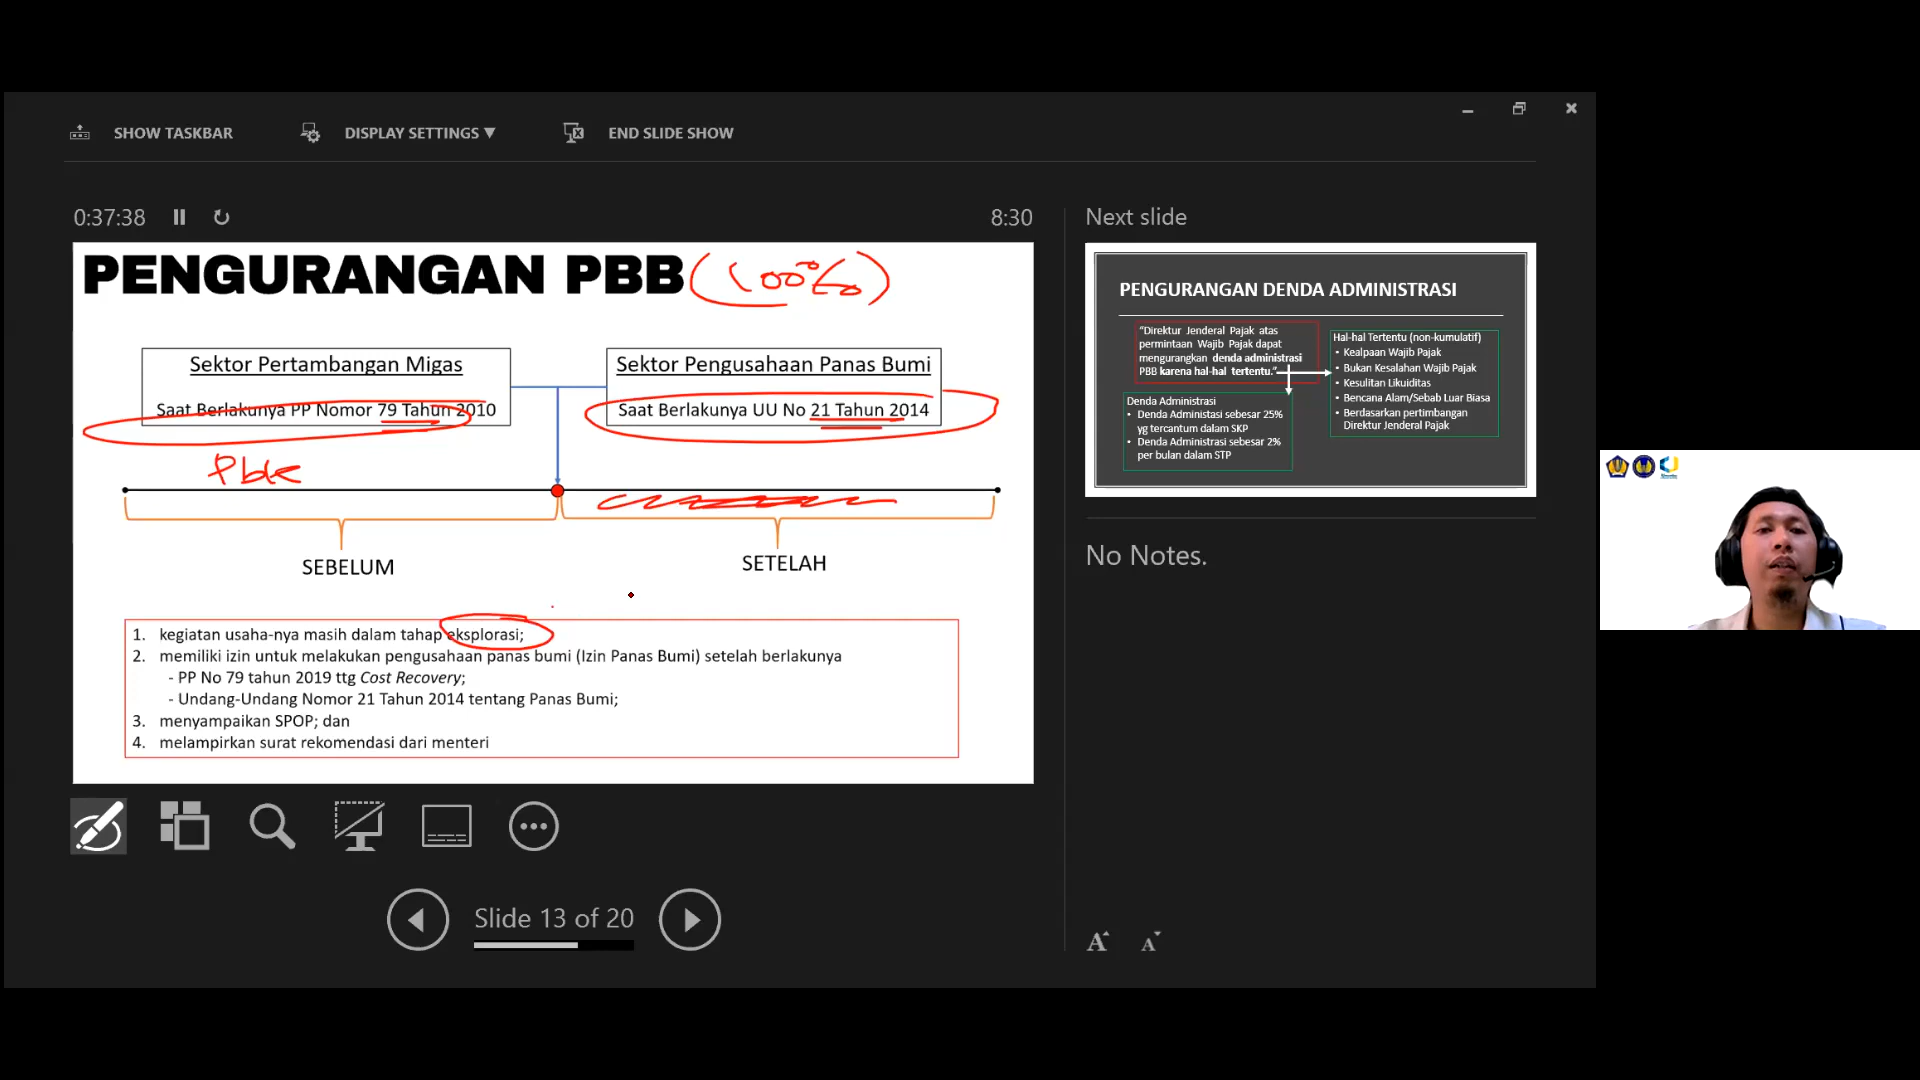 SHOW TASKBAR
DISPLAY SETTINGS ▼
END SLIDE SHOW
0:37:38
8:30
PENGURANGAN PBB (100%)
Sektor Pertambangan Migas
Saat Berlakunya PP Nomor 79 Tahun 2010
Sektor Pengusahaan Panas Bumi
Saat Berlakunya UU No 21 Tahun 2014
SEBELUM
SETELAH
1. kegiatan usaha-nya masih dalam tahap eksplorasi;
2. memiliki izin untuk melakukan pengusahaan panas bumi (Izin Panas Bumi) setelah berlakunya
- PP No 79 tahun 2019 ttg Cost Recovery;
- Undang-Undang Nomor 21 Tahun 2014 tentang Panas Bumi;
3. menyampaikan SPOP; dan
4. melampirkan surat rekomendasi dari menteri
Slide 13 of 20
Next slide
PENGURANGAN DENDA ADMINISTRASI
“Direktur Jenderal Pajak atas
permintaan Wajib Pajak dapat
mengurangkan denda administrasi
PBB karena hal-hal tertentu.”
Denda Administrasi
• Denda Administasi sebesar 25%
yg tercantum dalam SKP
• Denda Administrasi sebesar 2%
per bulan dalam STP
Hal-hal Tertentu (non-kumulatif)
• Kealpaan Wajib Pajak
• Bukan Kesalahan Wajib Pajak
• Kesulitan Likuiditas
• Bencana Alam/Sebab Luar Biasa
• Berdasarkan pertimbangan
Direktur Jenderal Pajak
No Notes.
A A